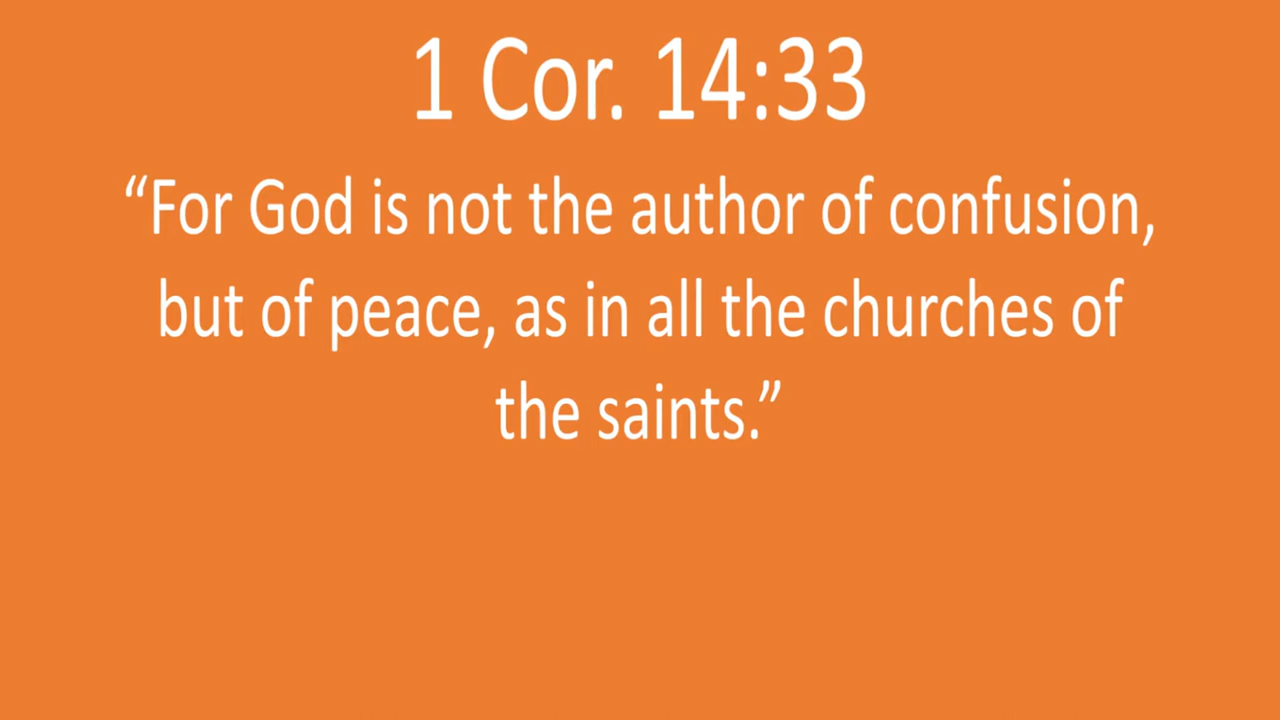 1 Cor. 14:33
“For God is not the author of confusion,
but of peace, as in all the churches of
the saints.”